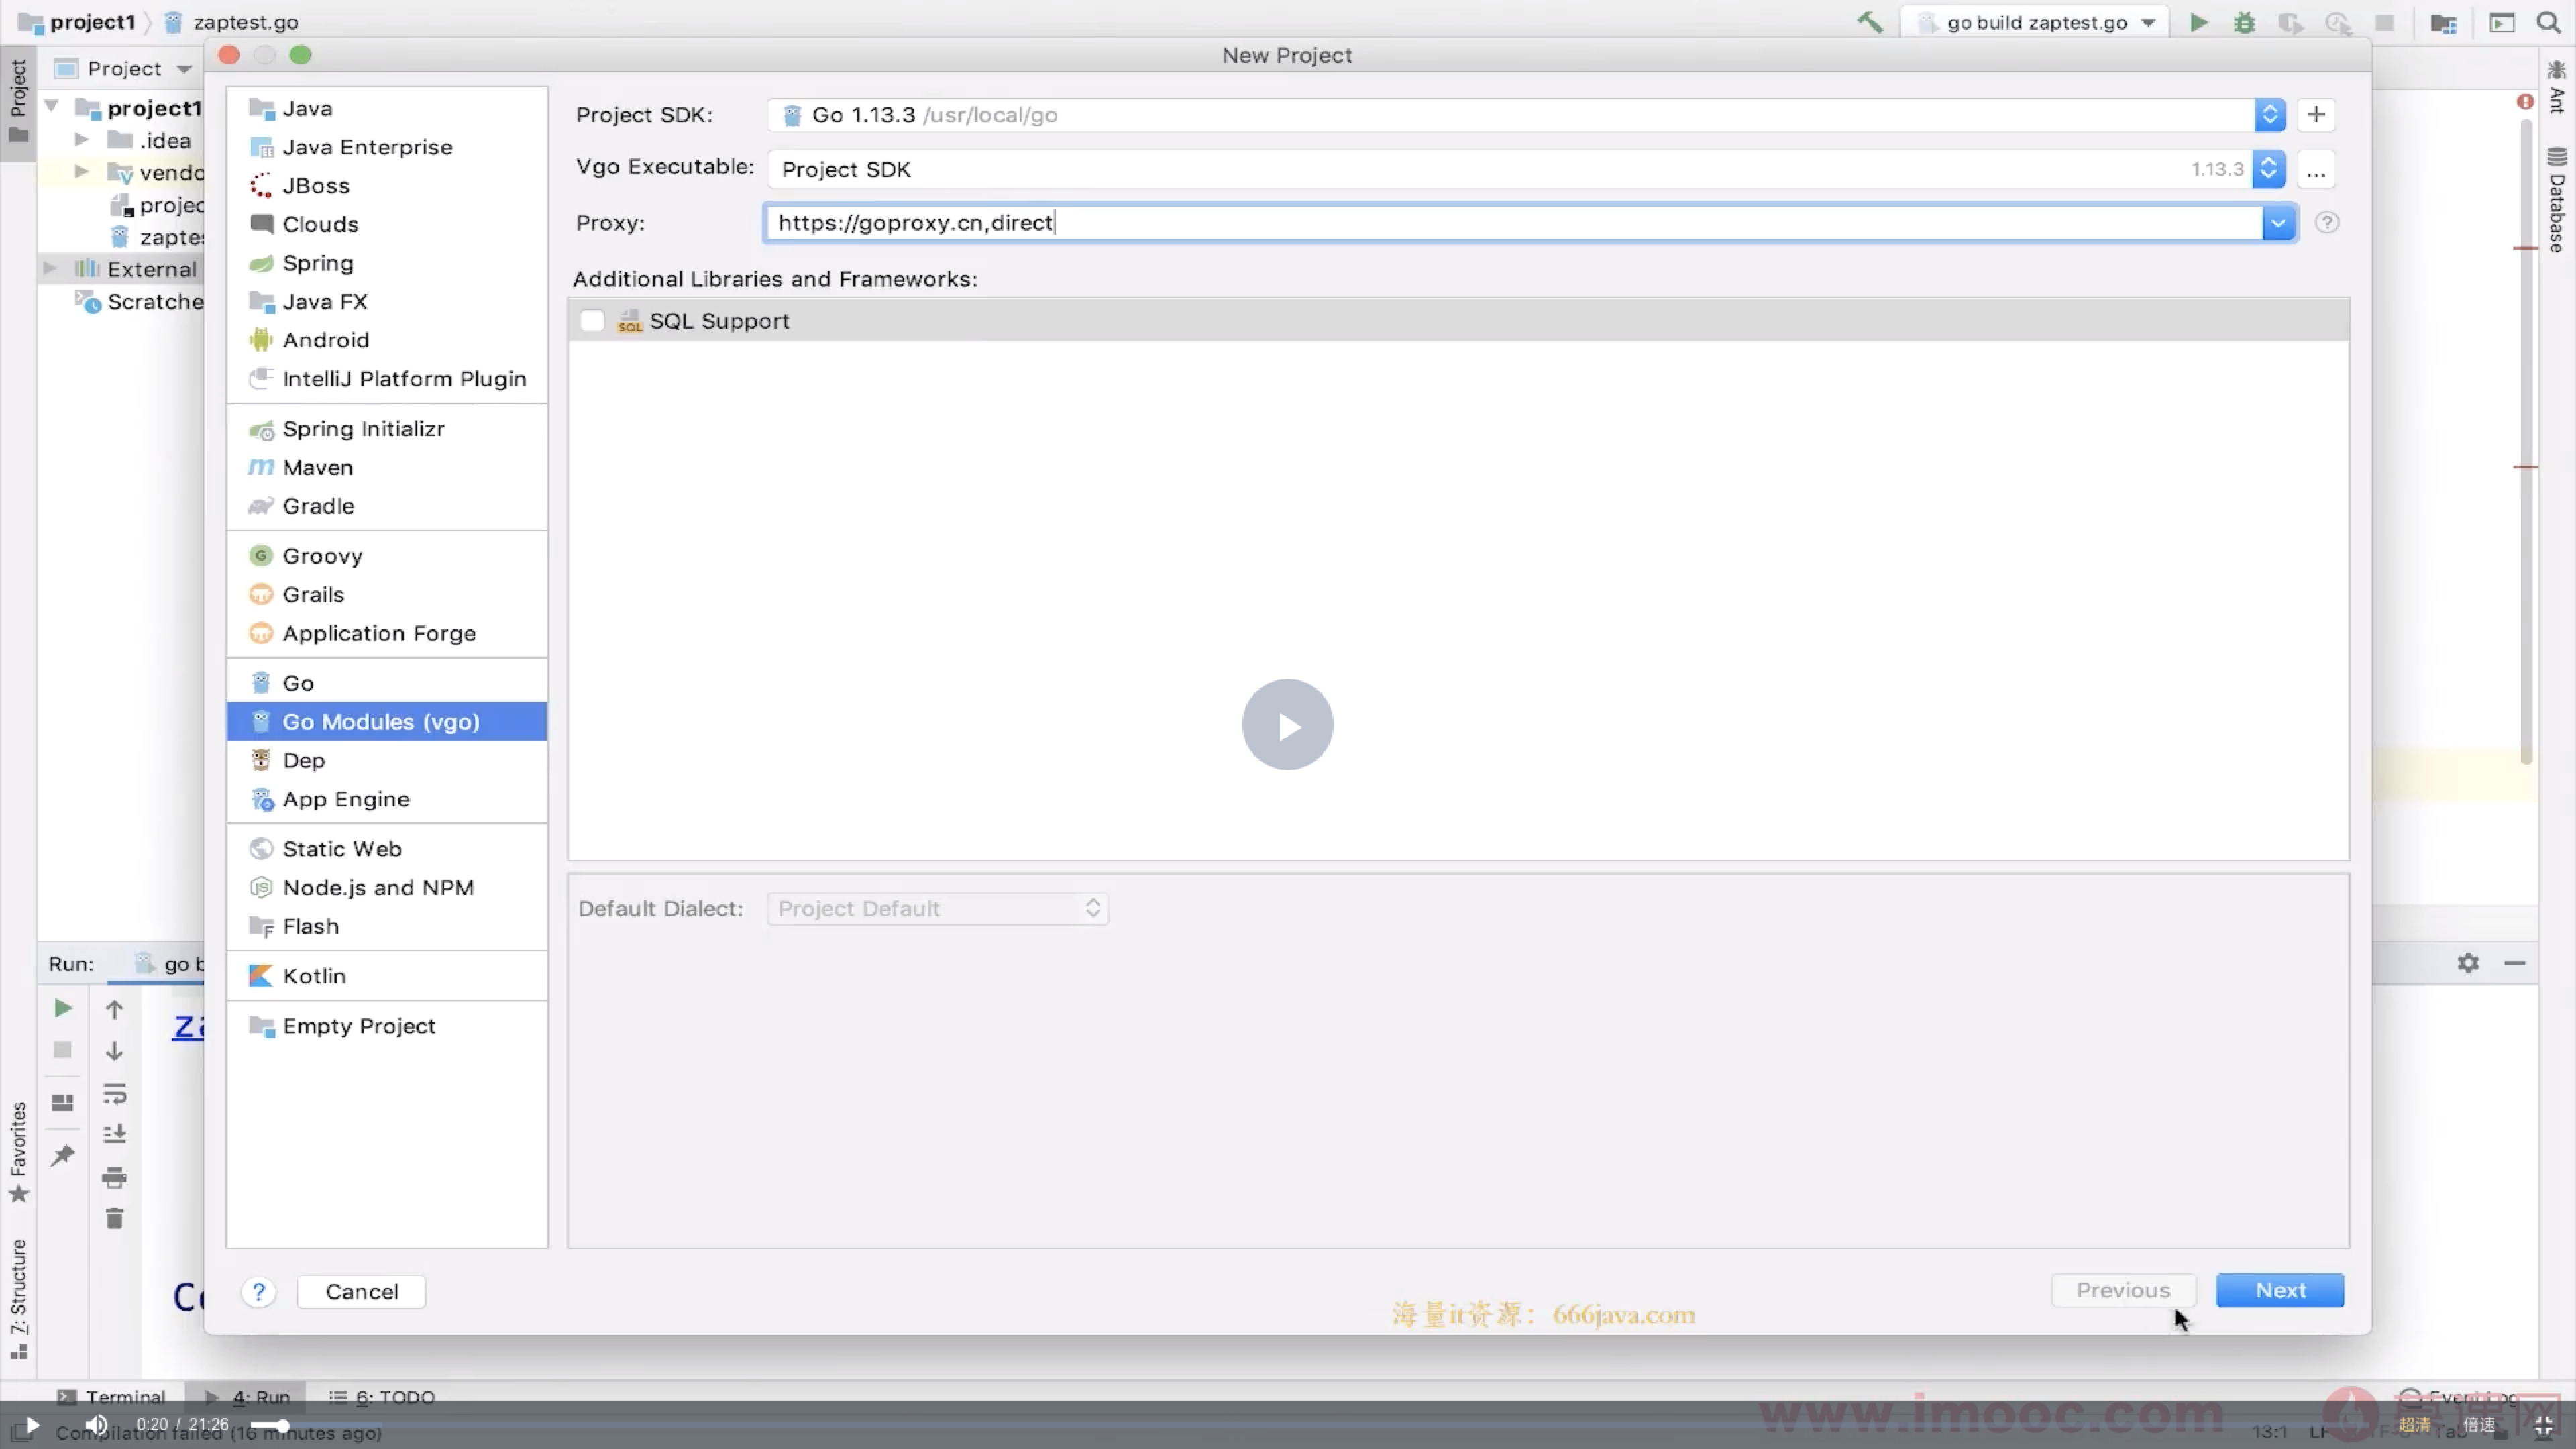 project1
zaptest.go
go build zaptest.go
New Project
Project
Project
project1
.idea
vendo
projec
zaptes
External
Scratche
Java
Java Enterprise
JBoss
Clouds
Spring
Java FX
Android
IntelliJ Platform Plugin
Spring Initializr
Maven
Gradle
Groovy
Grails
Application Forge
Go
Go Modules (vgo)
Dep
App Engine
Static Web
Node.js and NPM
Flash
Kotlin
Empty Project
Project SDK:
Go 1.13.3 /usr/local/go
Vgo Executable:
Project SDK
1.13.3
...
Proxy:
https://goproxy.cn,direct
Additional Libraries and Frameworks:
SQL Support
Default Dialect:
Project Default
Ant
Database
Run:
go b
za
Co
Favorites
Z: Structure
Cancel
Previous
Next
海量it资源：666java.com
Terminal
4: Run
6: TODO
Event Log
www.imooc.com
0:20 / 21:26
Compilation failed (16 minutes ago)
超清
倍速
13:1
Tab